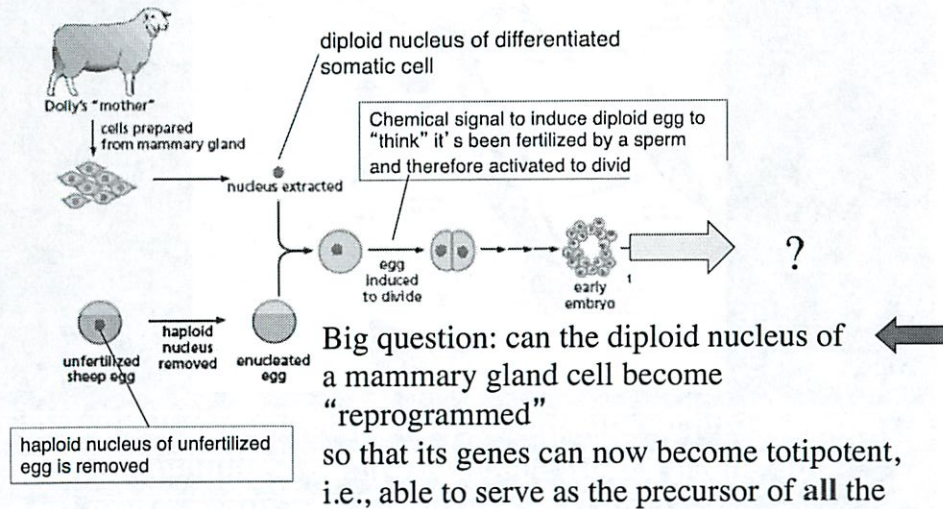 diploid nucleus of differentiated
somatic cell
Dolly's "mother"
cells prepared
from mammary gland
Chemical signal to induce diploid egg to
“think” it’ s been fertilized by a sperm
and therefore activated to divid
nucleus extracted
egg
induced
to divide
early
embryo
1
?
unfertilized
sheep egg
haploid
nucleus
removed
enucleated
egg
haploid nucleus of unfertilized
egg is removed
Big question: can the diploid nucleus of
a mammary gland cell become
“reprogrammed”
so that its genes can now become totipotent,
i.e., able to serve as the precursor of all the